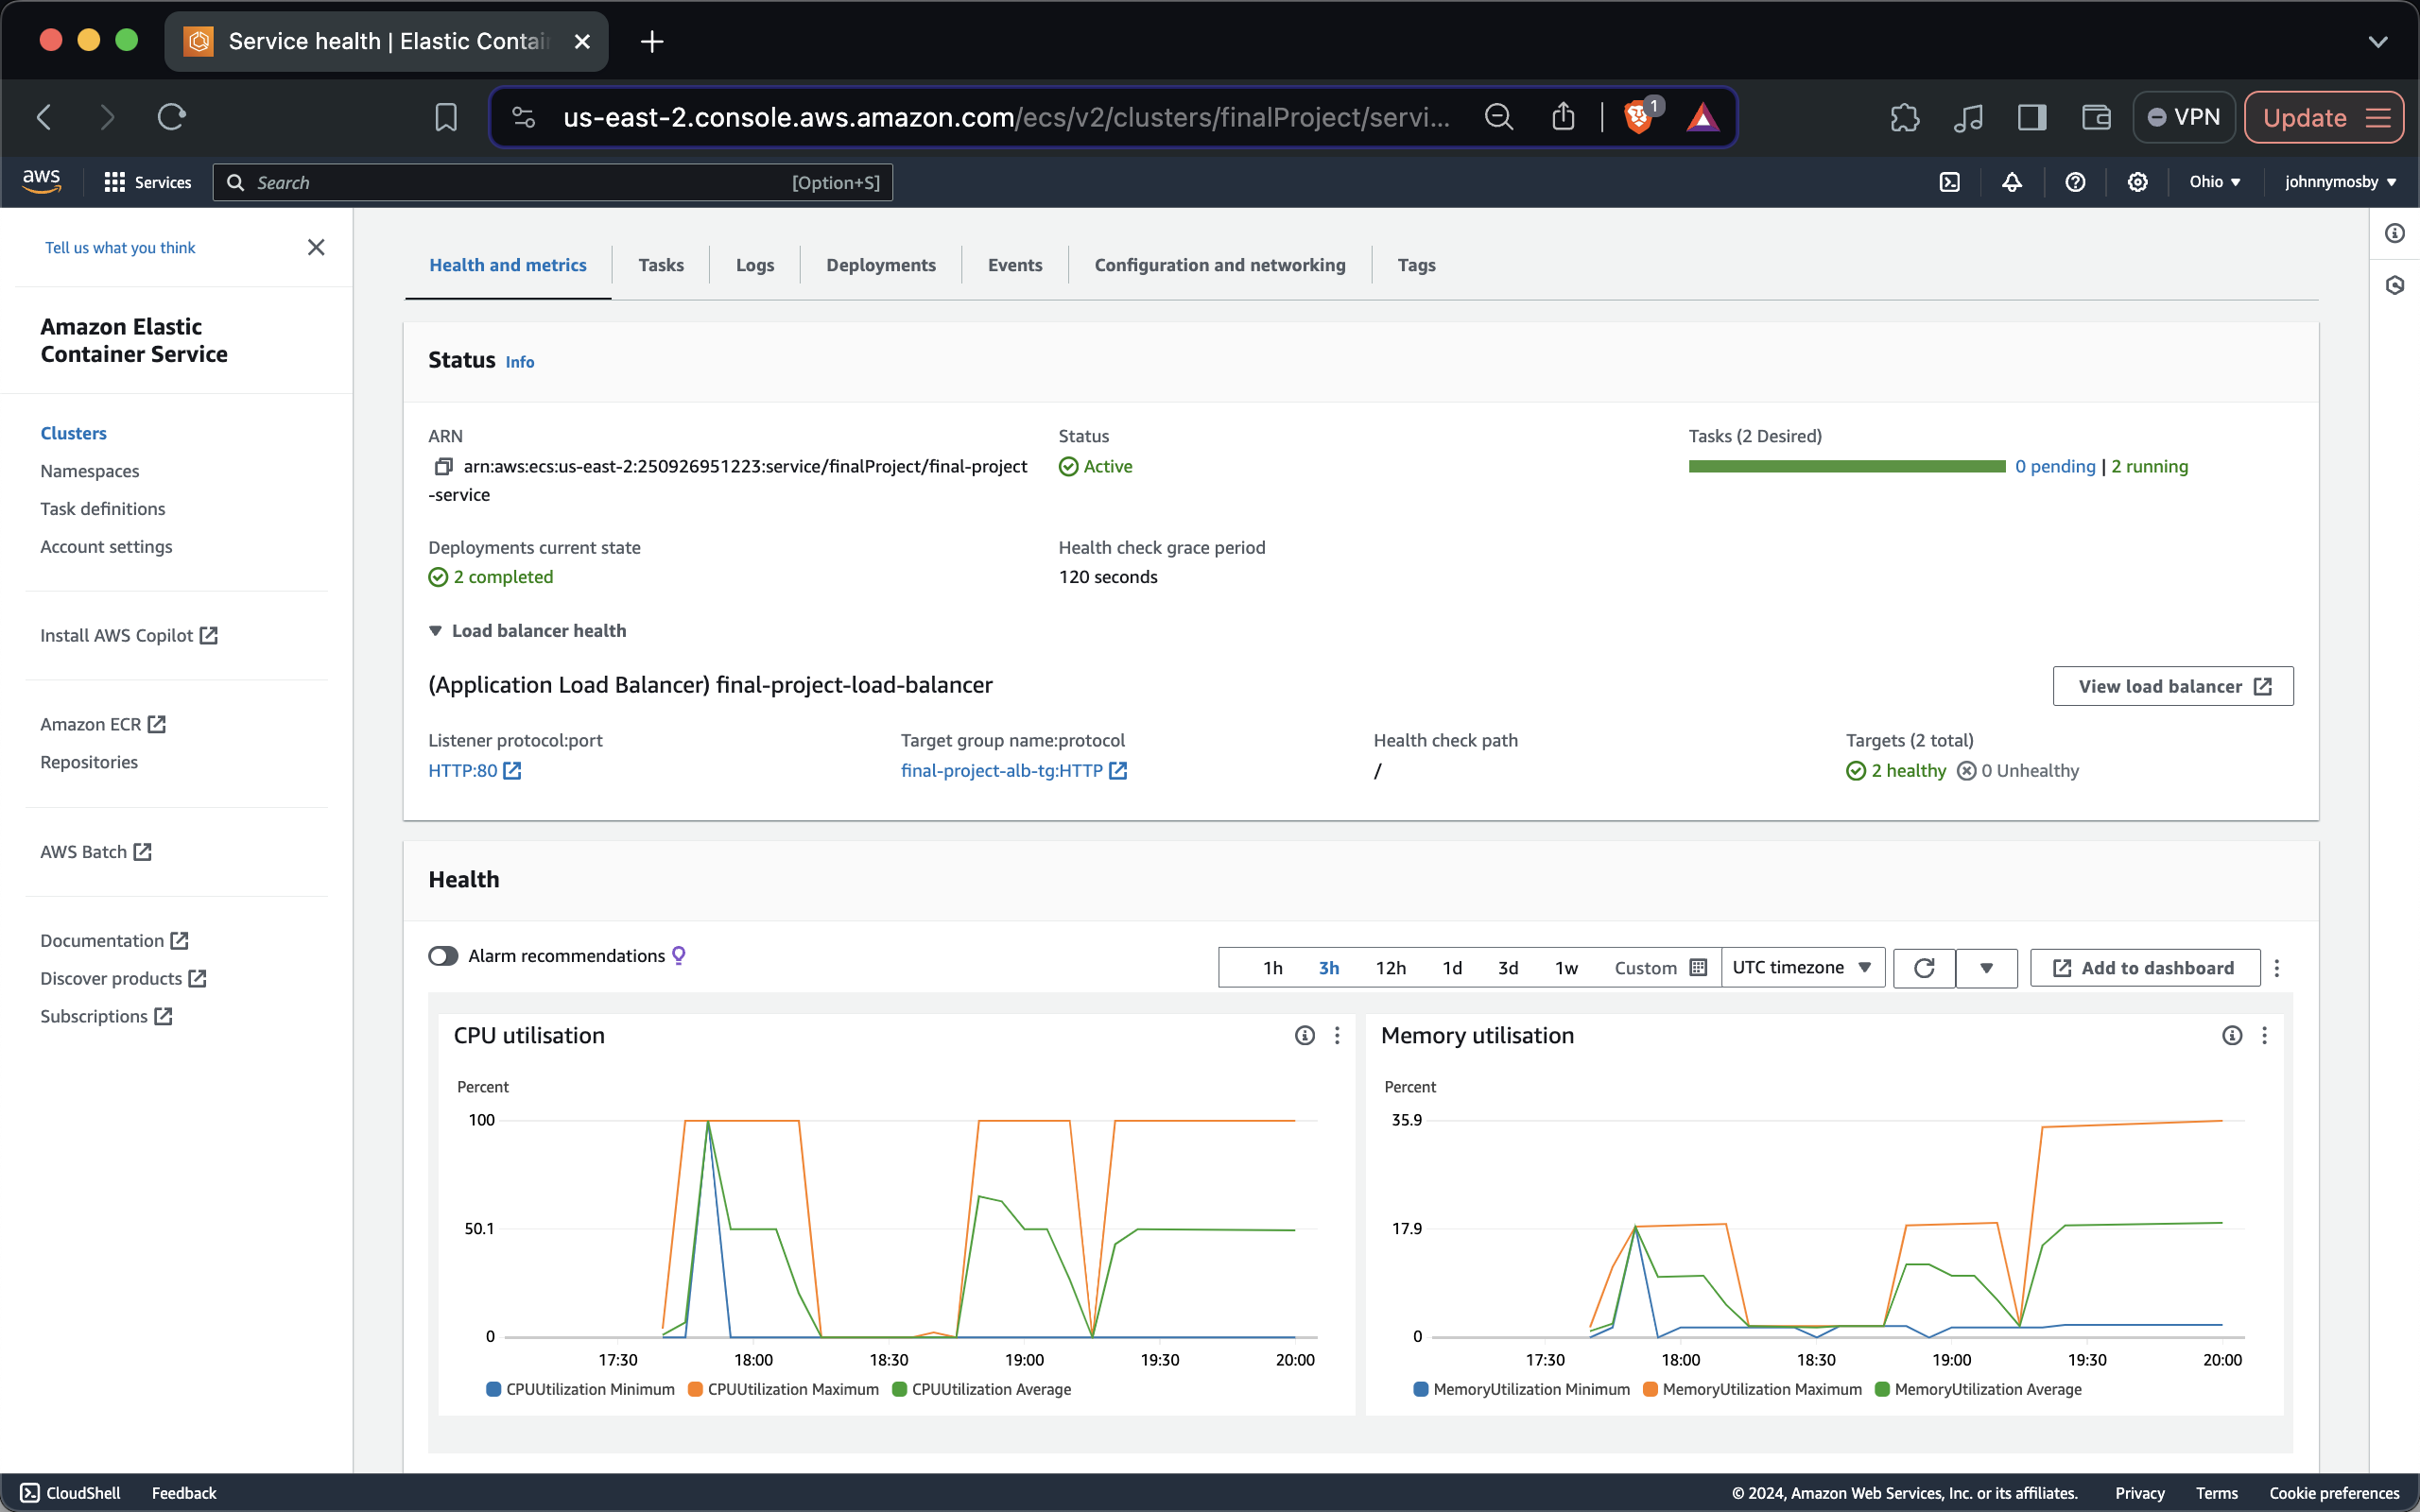 Service health | Elastic Contai
us-east-2.console.aws.amazon.com/ecs/v2/clusters/finalProject/servi...
1
VPN
Update
aws
Services
Search
[Option+S]
Ohio
johnnymosby
Tell us what you think
Amazon Elastic
Container Service
Clusters
Namespaces
Task definitions
Account settings
Install AWS Copilot
Amazon ECR
Repositories
AWS Batch
Documentation
Discover products
Subscriptions
Health and metrics
Tasks
Logs
Deployments
Events
Configuration and networking
Tags
Status Info
ARN
arn:aws:ecs:us-east-2:250926951223:service/finalProject/final-project
-service
Status
Active
Tasks (2 Desired)
0 pending | 2 running
Deployments current state
2 completed
Health check grace period
120 seconds
Load balancer health
(Application Load Balancer) final-project-load-balancer
View load balancer
Listener protocol:port
HTTP:80
Target group name:protocol
final-project-alb-tg:HTTP
Health check path
/
Targets (2 total)
2 healthy 0 Unhealthy
Health
Alarm recommendations
1h 3h 12h 1d 3d 1w Custom
UTC timezone
Add to dashboard
CPU utilisation
Percent
100
50.1
0
17:30 18:00 18:30 19:00 19:30 20:00
CPUUtilization Minimum CPUUtilization Maximum CPUUtilization Average
Memory utilisation
Percent
35.9
17.9
0
17:30 18:00 18:30 19:00 19:30 20:00
MemoryUtilization Minimum MemoryUtilization Maximum MemoryUtilization Average
CloudShell
Feedback
© 2024, Amazon Web Services, Inc. or its affiliates.
Privacy
Terms
Cookie preferences